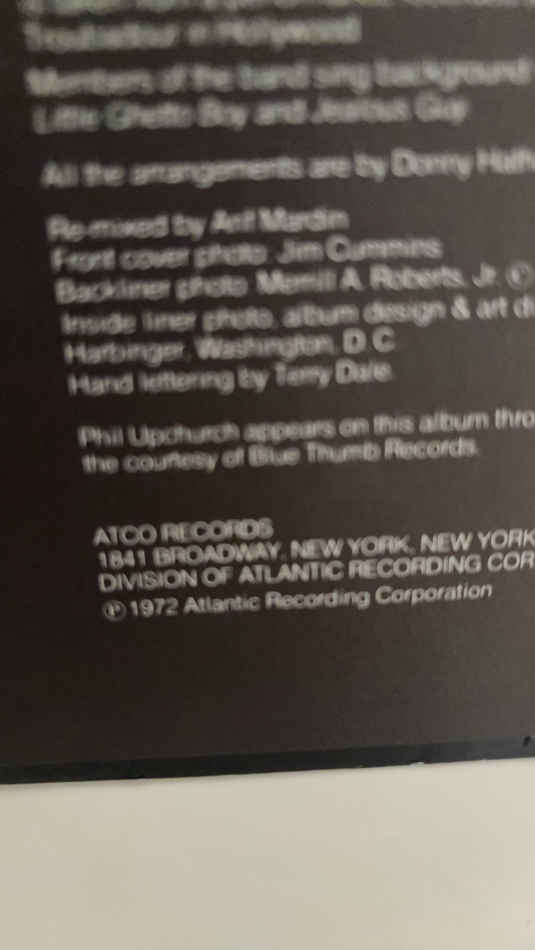 Troubadour in Hollywood
Members of the band sing background
Little Ghetto Boy and Jealous Guy
All the arrangements are by Donny Hath
Re-mixed by Arif Mardin
Front cover photo: Jim Cummins
Backliner photo: Merrill A. Roberts, Jr. ©
Inside liner photo, album design & art di
Harbinger, Washington, D.C.
Hand lettering by Terry Dale.
Phil Upchurch appears on this album thro
the courtesy of Blue Thumb Records.
ATCO RECORDS
1841 BROADWAY, NEW YORK, NEW YORK
DIVISION OF ATLANTIC RECORDING COR
℗ 1972 Atlantic Recording Corporation